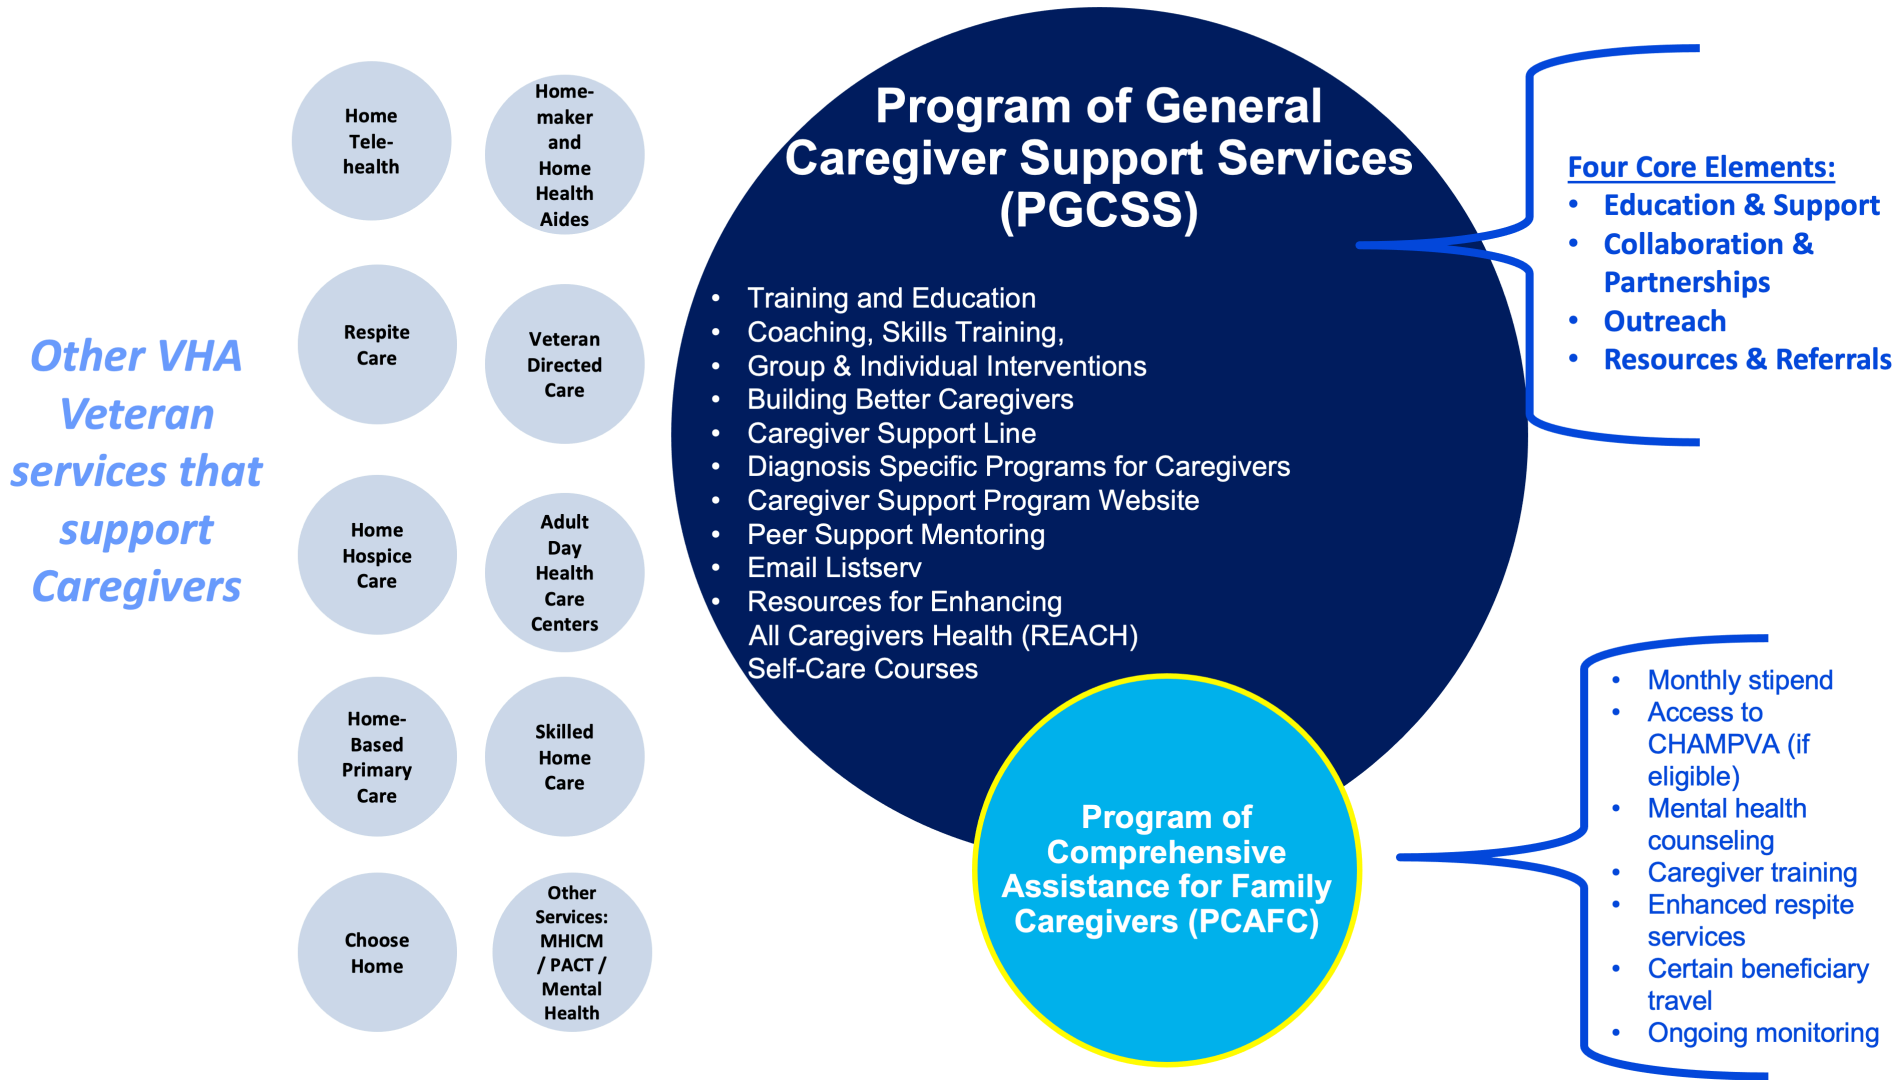 Other VHA
Veteran
services that
support
Caregivers
Home
Tele-
health
Home-
maker
and
Home
Health
Aides
Respite
Care
Veteran
Directed
Care
Home
Hospice
Care
Adult
Day
Health
Care
Centers
Home-
Based
Primary
Care
Skilled
Home
Care
Choose
Home
Other
Services:
MHICM
/ PACT /
Mental
Health
Program of General
Caregiver Support Services
(PGCSS)
• Training and Education
• Coaching, Skills Training,
• Group & Individual Interventions
• Building Better Caregivers
• Caregiver Support Line
• Diagnosis Specific Programs for Caregivers
• Caregiver Support Program Website
• Peer Support Mentoring
• Email Listserv
• Resources for Enhancing
All Caregivers Health (REACH)
Self-Care Courses
Program of
Comprehensive
Assistance for Family
Caregivers (PCAFC)
Four Core Elements:
• Education & Support
• Collaboration &
Partnerships
• Outreach
• Resources & Referrals
• Monthly stipend
• Access to
CHAMPVA (if
eligible)
• Mental health
counseling
• Caregiver training
• Enhanced respite
services
• Certain beneficiary
travel
• Ongoing monitoring